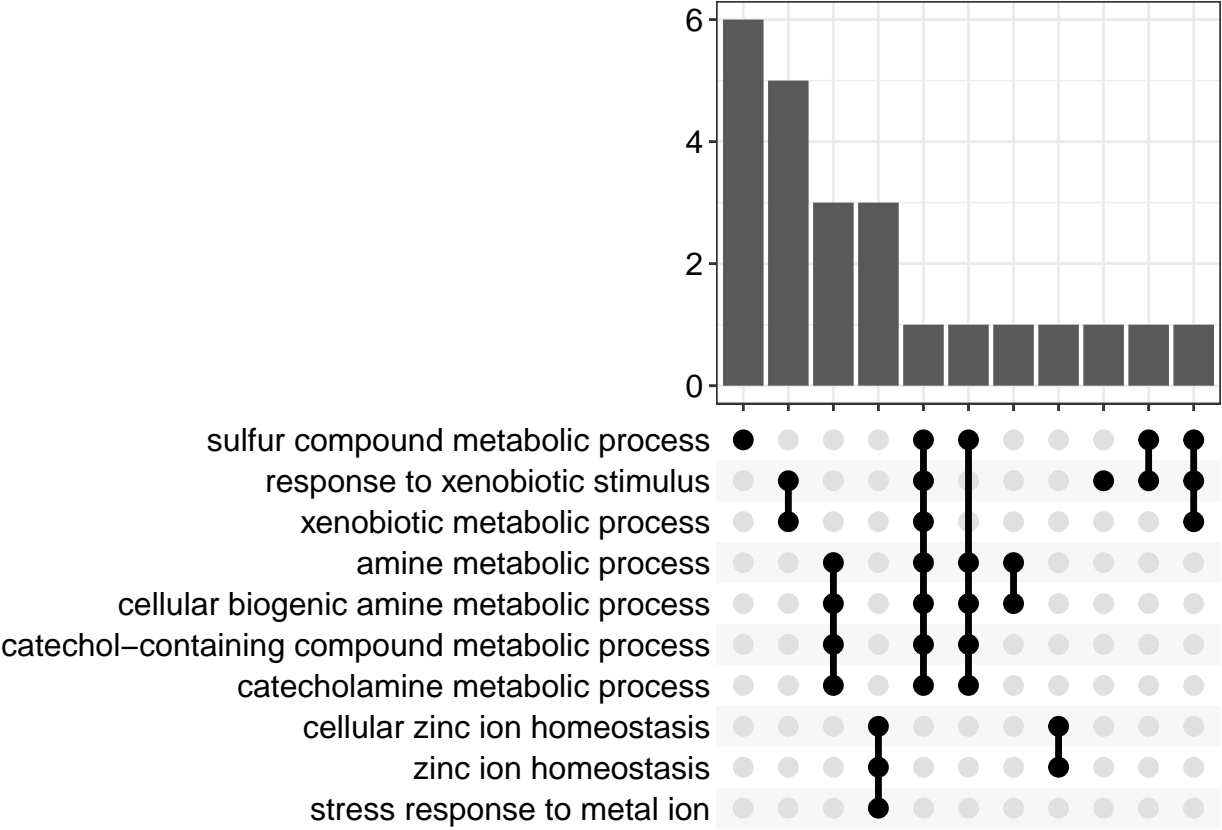 6
4
2
0
sulfur compound metabolic process
response to xenobiotic stimulus
xenobiotic metabolic process
amine metabolic process
cellular biogenic amine metabolic process
catechol−containing compound metabolic process
catecholamine metabolic process
cellular zinc ion homeostasis
zinc ion homeostasis
stress response to metal ion